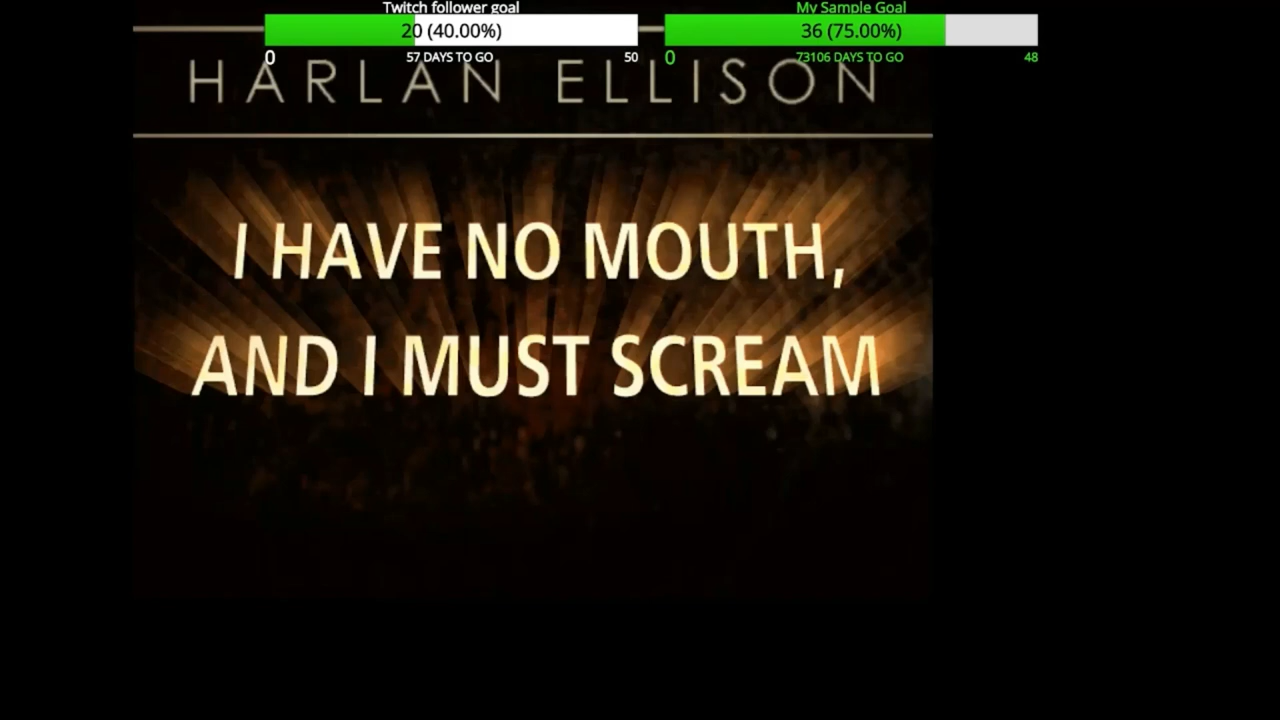 Twitch follower goal
My Sample Goal
20 (40.00%)
36 (75.00%)
0 57 DAYS TO GO 50
0 73106 DAYS TO GO 48
HARLAN ELLISON
I HAVE NO MOUTH,
AND I MUST SCREAM